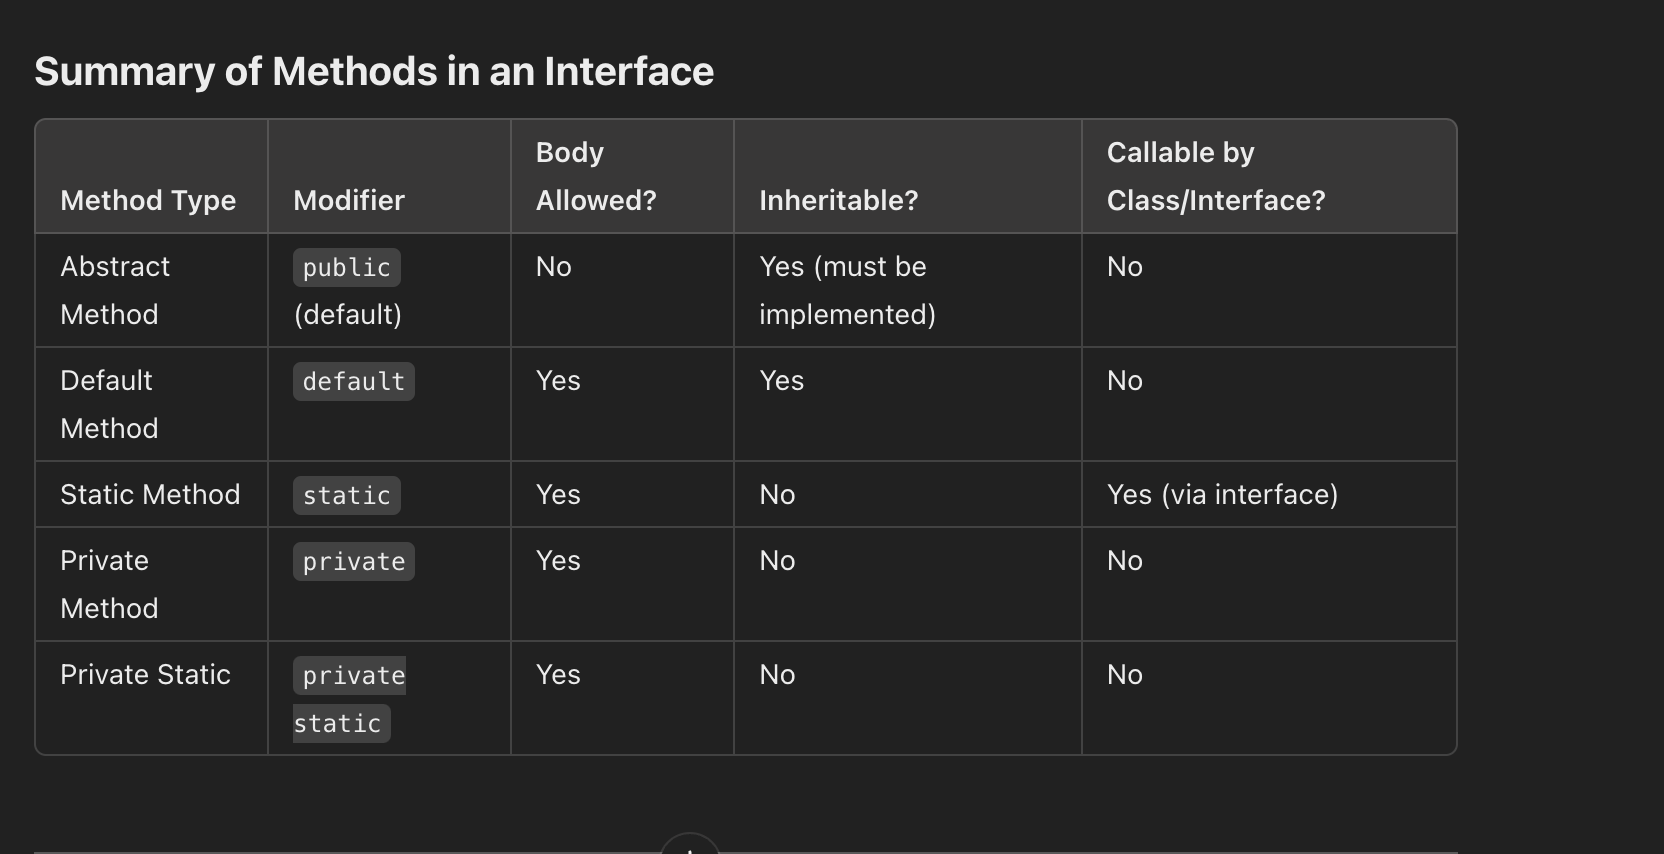 Summary of Methods in an Interface
Method Type Modifier Body Allowed? Inheritable? Callable by Class/Interface?
Abstract Method public (default) No Yes (must be implemented) No
Default Method default Yes Yes No
Static Method static Yes No Yes (via interface)
Private Method private Yes No No
Private Static private static Yes No No